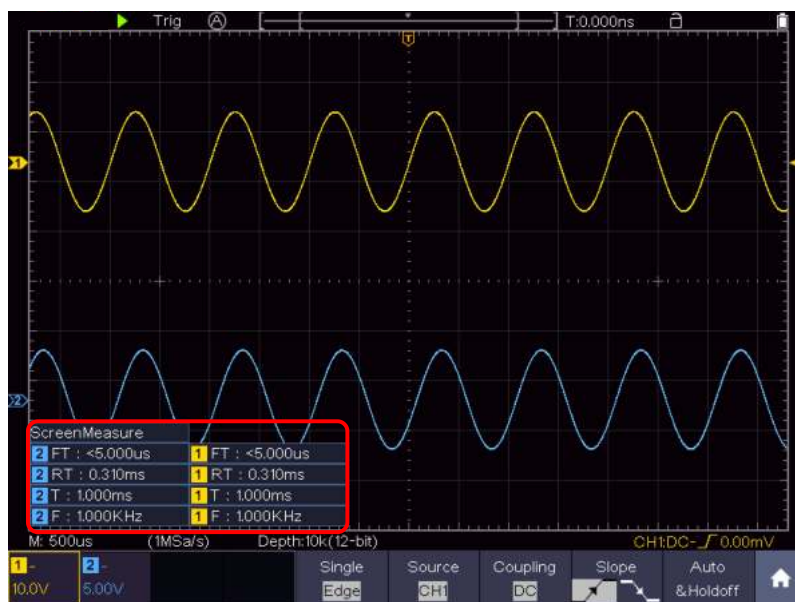 Trig A T:0.000ns
T
1
2
ScreenMeasure
2 FT : <5.000us 1 FT : <5.000us
2 RT : 0.310ms 1 RT : 0.310ms
2 T : 1.000ms 1 T : 1.000ms
2 F : 1.000KHz 1 F : 1.000KHz
M: 500us (1MSa/s) Depth:10k(12-bit) CH1:DC- 0.00mV
1 - 2 - Single Source Coupling Slope Auto
10.0V 5.00V Edge CH1 DC &Holdoff